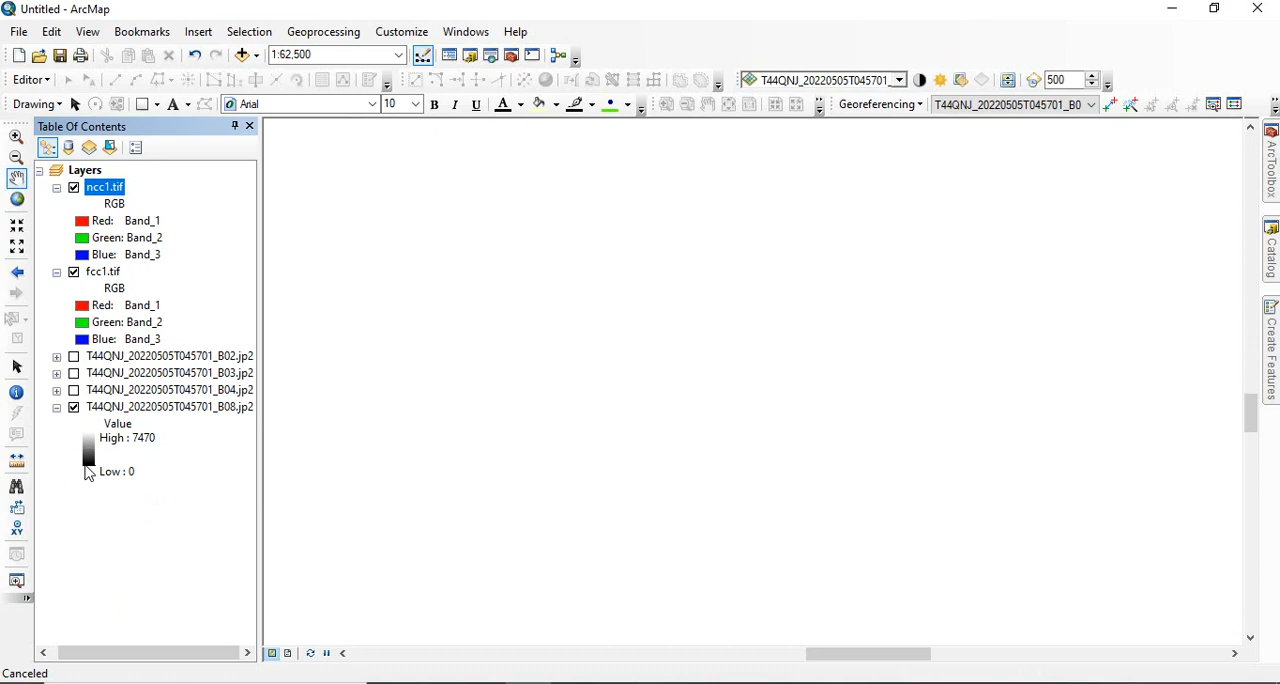 Untitled - ArcMap
File Edit View Bookmarks Insert Selection Geoprocessing Customize Windows Help
1:62,500
Editor T44QNJ_20220505T045701_ 500
Drawing A Arial 10 B I U A Georeferencing T44QNJ_20220505T045701_B0
Table Of Contents
Layers
ncc1.tif
RGB
Red: Band_1
Green: Band_2
Blue: Band_3
fcc1.tif
RGB
Red: Band_1
Green: Band_2
Blue: Band_3
T44QNJ_20220505T045701_B02.jp2
T44QNJ_20220505T045701_B03.jp2
T44QNJ_20220505T045701_B04.jp2
T44QNJ_20220505T045701_B08.jp2
Value
High : 7470
Low : 0
XY
ArcToolbox
Catalog
Create Features
Canceled